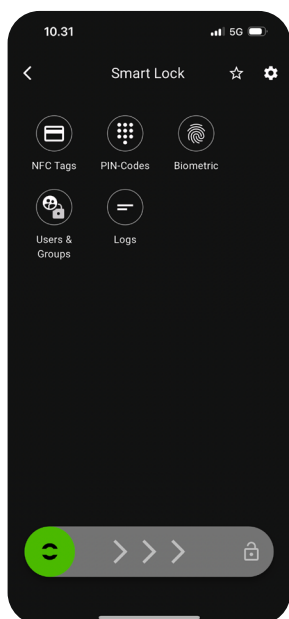 10.31
5G
Smart Lock
NFC Tags
PIN-Codes
Biometric
Users &
Groups
Logs